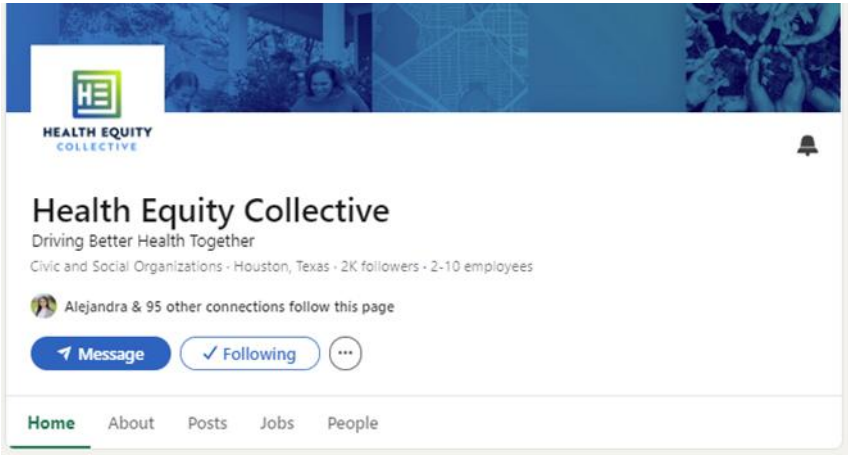 HE
HEALTH EQUITY
COLLECTIVE
Health Equity Collective
Driving Better Health Together
Civic and Social Organizations · Houston, Texas · 2K followers · 2-10 employees
Alejandra & 95 other connections follow this page
Message
Following
Home
About
Posts
Jobs
People